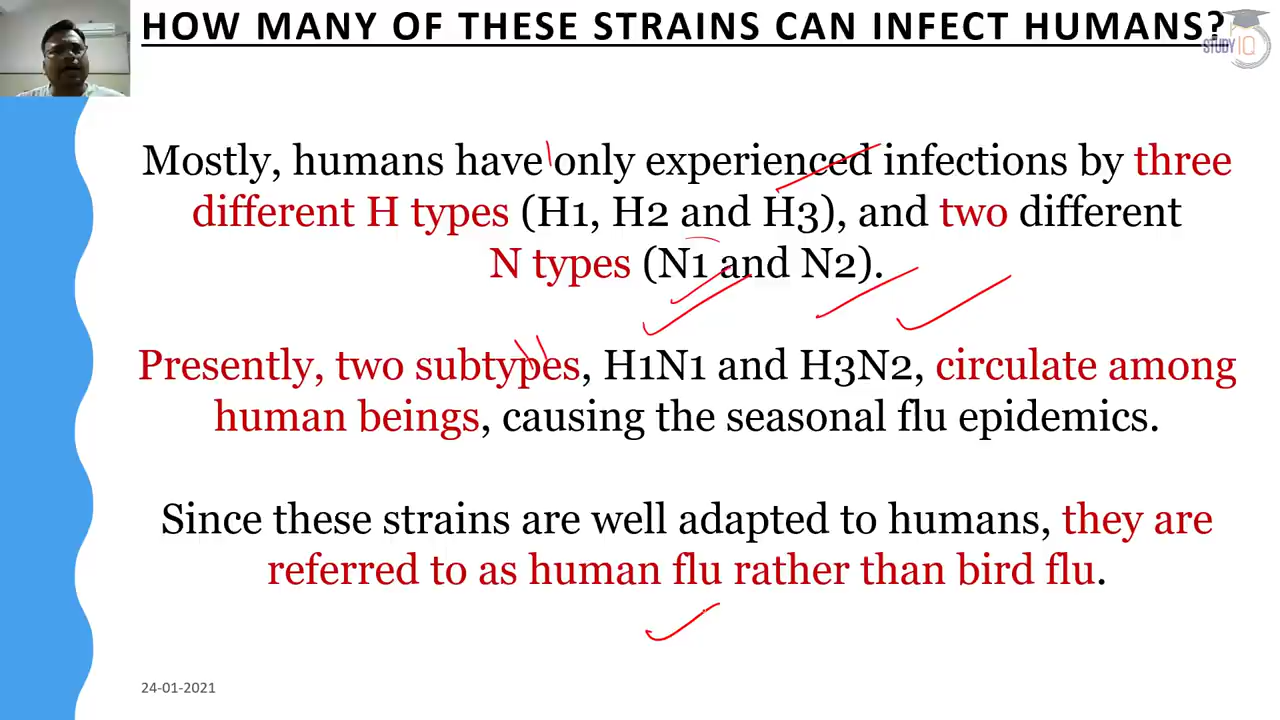 HOW MANY OF THESE STRAINS CAN INFECT HUMANS?
STUDY IQ
Mostly, humans have only experienced infections by three
different H types (H1, H2 and H3), and two different
N types (N1 and N2).
Presently, two subtypes, H1N1 and H3N2, circulate among
human beings, causing the seasonal flu epidemics.
Since these strains are well adapted to humans, they are
referred to as human flu rather than bird flu.
24-01-2021